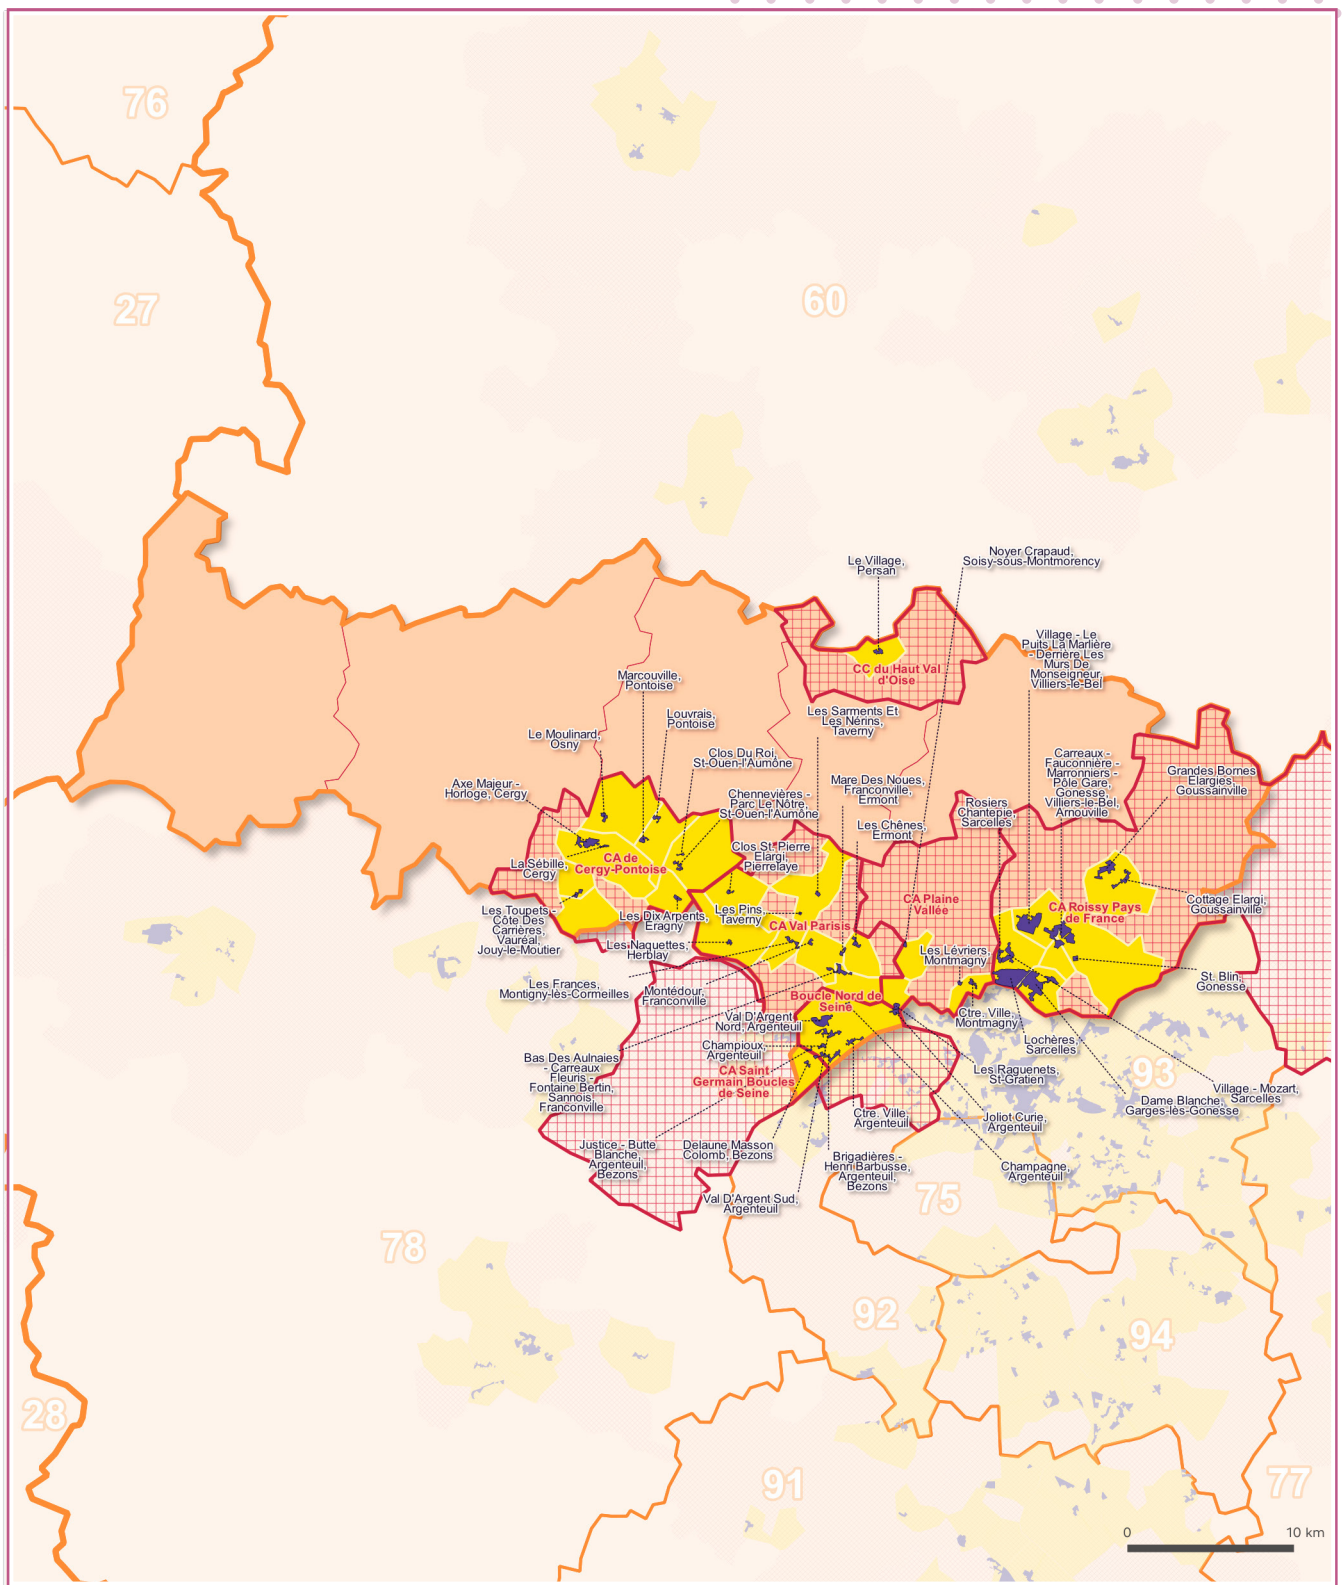 76
27
60
Noyer Crapaud,
Soisy-sous-Montmorency
Le Village,
Persan
Village - Le
Puits La Marlière
- Derrière Les
Murs De
Monseigneur,
Villiers-le-Bel
CC du Haut Val
d'Oise
Marcouville,
Pontoise
Louvrais,
Pontoise
Les Sarments Et
Les Nérins,
Taverny
Le Moulinard,
Osny
Clos Du Roi,
St-Ouen-l'Aumône
Carreaux -
Fauconnière -
Marronniers -
Pôle Gare,
Gonesse,
Villiers-le-Bel,
Arnouville
Grandes Bornes
Elargies,
Goussainville
Axe Majeur -
Horloge, Cergy
Chennevières -
Parc Le Nôtre,
St-Ouen-l'Aumône
Mare Des Noues,
Franconville,
Ermont
Rosiers
Chantepie,
Sarcelles
Les Chênes,
Ermont
Clos St. Pierre
Elargi,
Pierrelaye
La Sébille,
Cergy
CA de
Cergy-Pontoise
CA Plaine
Vallée
CA Roissy Pays
de France
Cottage Elargi,
Goussainville
Les Toupets -
Côte Des
Carrières,
Vauréal,
Jouy-le-Moutier
Les Dix Arpents,
Eragny
Les Pins,
Taverny
CA Val Parisis
Les Naquettes,
Herblay
Les Lévriers,
Montmagny
St. Blin,
Gonesse
Les Frances,
Montigny-lès-Cormeilles
Montédour,
Franconville
Boucle Nord de
Seine
Val D'Argent
Nord, Argenteuil
Ctre. Ville,
Montmagny
Champioux,
Argenteuil
Lochères,
Sarcelles
Bas Des Aulnaies
- Carreaux
Fleuris -
Fontaine Bertin,
Sannois,
Franconville
CA Saint
Germain Boucles
de Seine
Les Raguenets,
St-Gratien
93
Village - Mozart,
Sarcelles
Dame Blanche,
Garges-lès-Gonesse
Ctre. Ville,
Argenteuil
Joliot Curie,
Argenteuil
Justice - Butte
Blanche,
Argenteuil,
Bezons
Delaune Masson
Colomb, Bezons
Brigadières -
Henri Barbusse,
Argenteuil,
Bezons
Champagne,
Argenteuil
Val D'Argent Sud,
Argenteuil
75
78
92
94
28
91
77
0 10 km